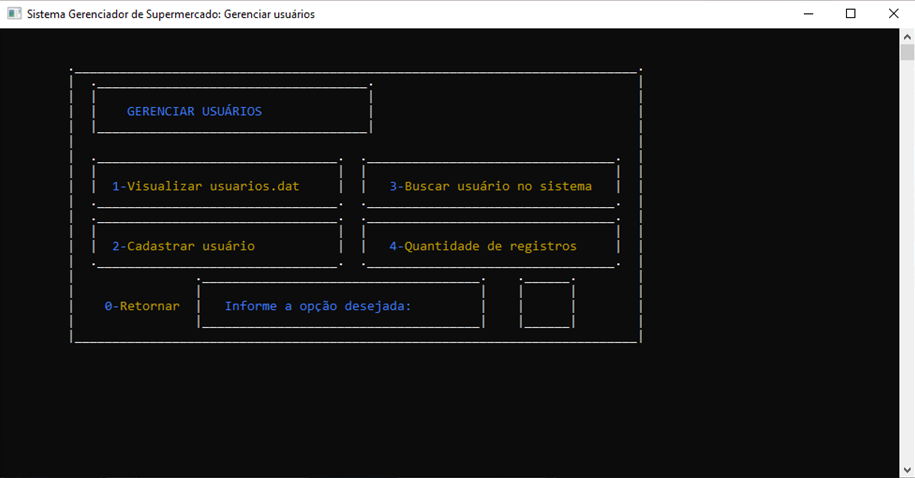 Sistema Gerenciador de Supermercado: Gerenciar usuários
GERENCIAR USUÁRIOS
1-Visualizar usuarios.dat
3-Buscar usuário no sistema
2-Cadastrar usuário
4-Quantidade de registros
0-Retornar
Informe a opção desejada: